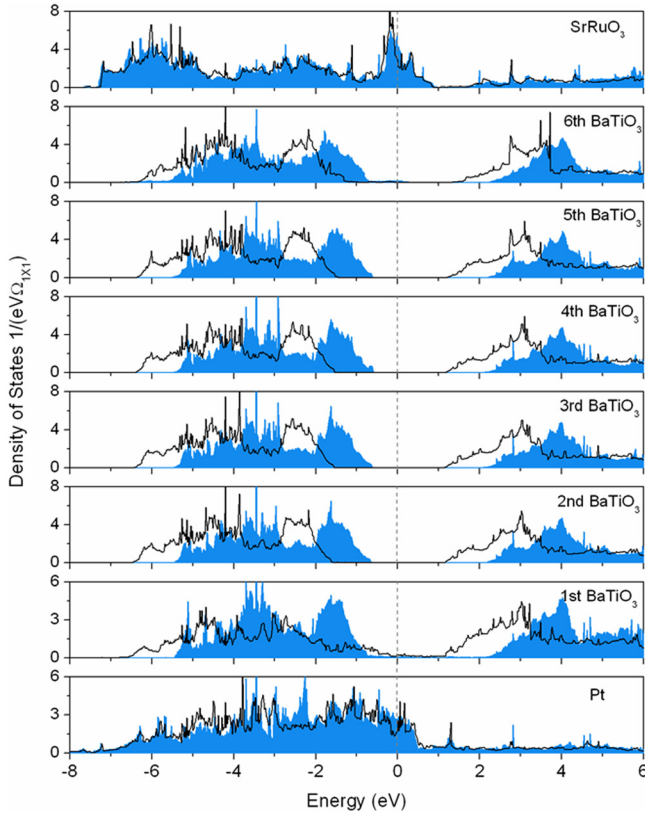 8
4
0
SrRuO3
8
4
0
6th BaTiO3
8
4
0
5th BaTiO3
8
4
0
4th BaTiO3
8
4
0
3rd BaTiO3
8
4
0
2nd BaTiO3
6
3
0
1st BaTiO3
6
3
0
Pt
-8 -6 -4 -2 0 2 4 6
Energy (eV)
Density of States 1/(eVΩ1X1)